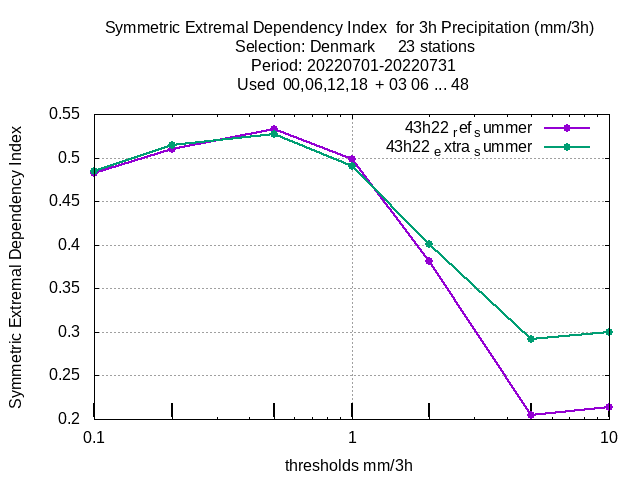 Symmetric Extremal Dependency Index  for 3h Precipitation (mm/3h)
Selection: Denmark     23 stations
Period: 20220701-20220731
Used  00,06,12,18  + 03 06 ... 48
Symmetric Extremal Dependency Index
0.55
0.5
0.45
0.4
0.35
0.3
0.25
0.2
43h22 ref summer
43h22 extra summer
0.1
1
10
thresholds mm/3h